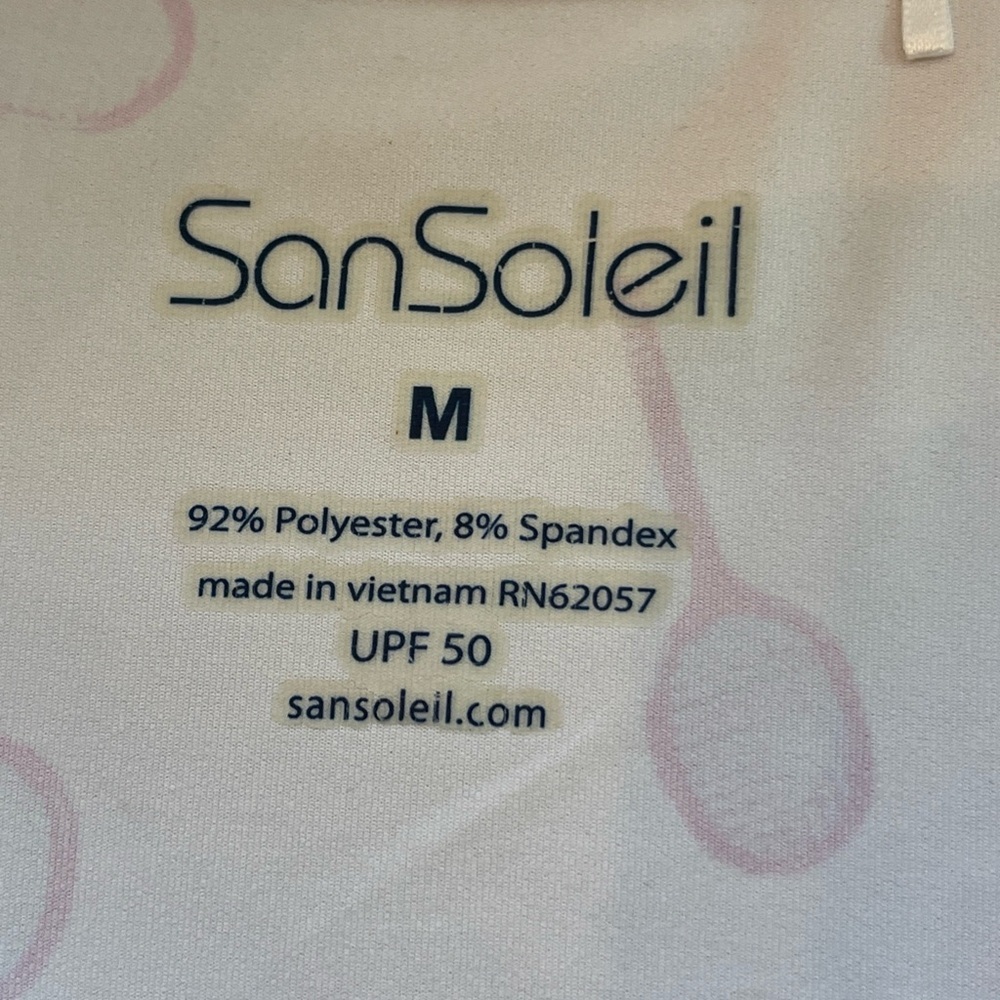 SanSoleil
M
92% Polyester, 8% Spandex
made in vietnam RN62057
UPF 50
sansoleil.com